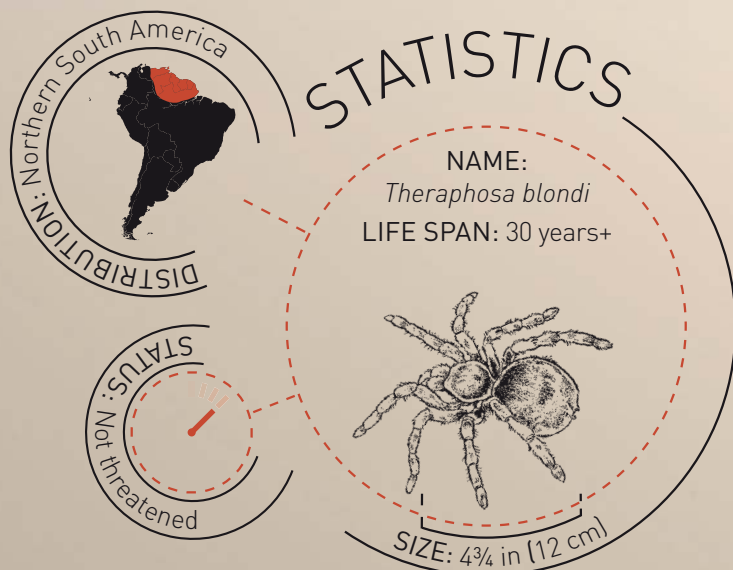 STATISTICS
DISTRIBUTION: Northern South America
NAME:
Theraphosa blondi
LIFE SPAN: 30 years+
STATUS: Not threatened
SIZE: 4¾ in (12 cm)